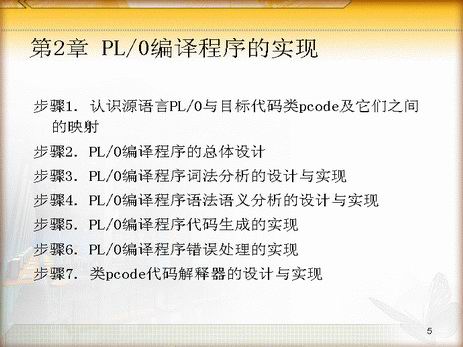 第2章 PL/0编译程序的实现
步骤1. 认识源语言PL/0与目标代码类pcode及它们之间
的映射
步骤2. PL/0编译程序的总体设计
步骤3. PL/0编译程序词法分析的设计与实现
步骤4. PL/0编译程序语法语义分析的设计与实现
步骤5. PL/0编译程序代码生成的实现
步骤6. PL/0编译程序错误处理的实现
步骤7. 类pcode代码解释器的设计与实现
5